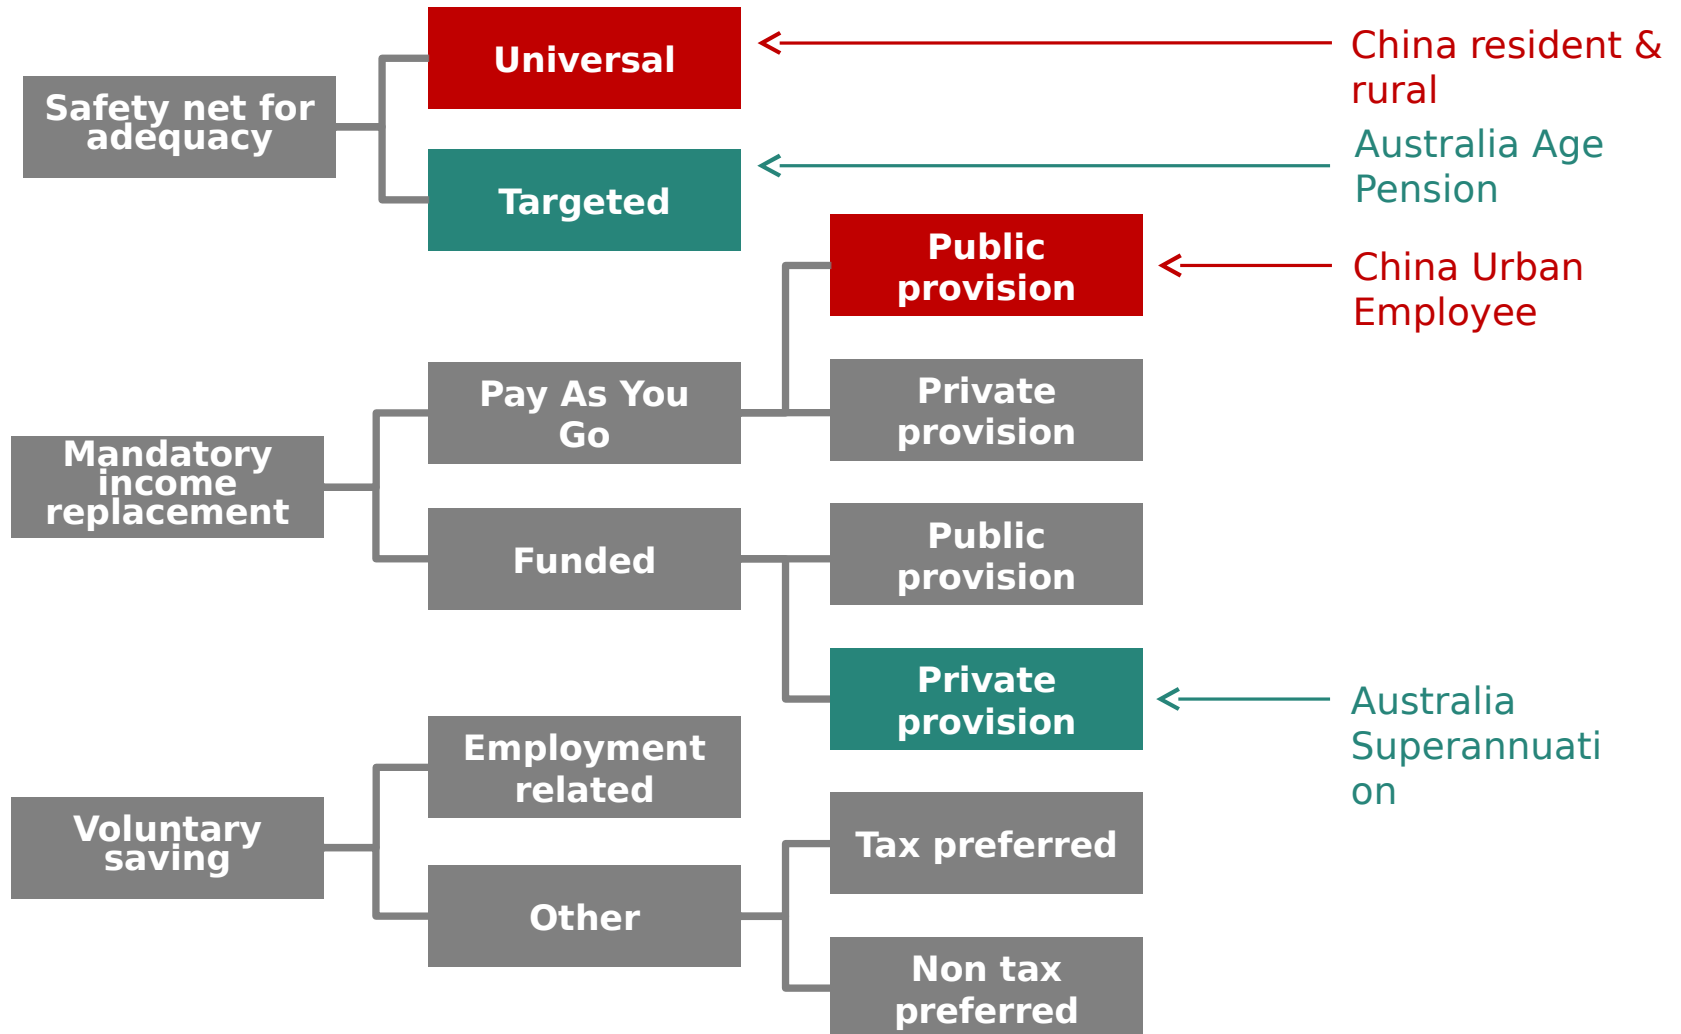 Universal
China resident &
rural
Safety net for
adequacy
Targeted
Australia Age
Pension
Public
provision
China Urban
Employee
Pay As You
Go
Private
provision
Mandatory
income
replacement
Funded
Public
provision
Private
provision
Australia
Superannuati
on
Employment
related
Voluntary
saving
Tax preferred
Other
Non tax
preferred